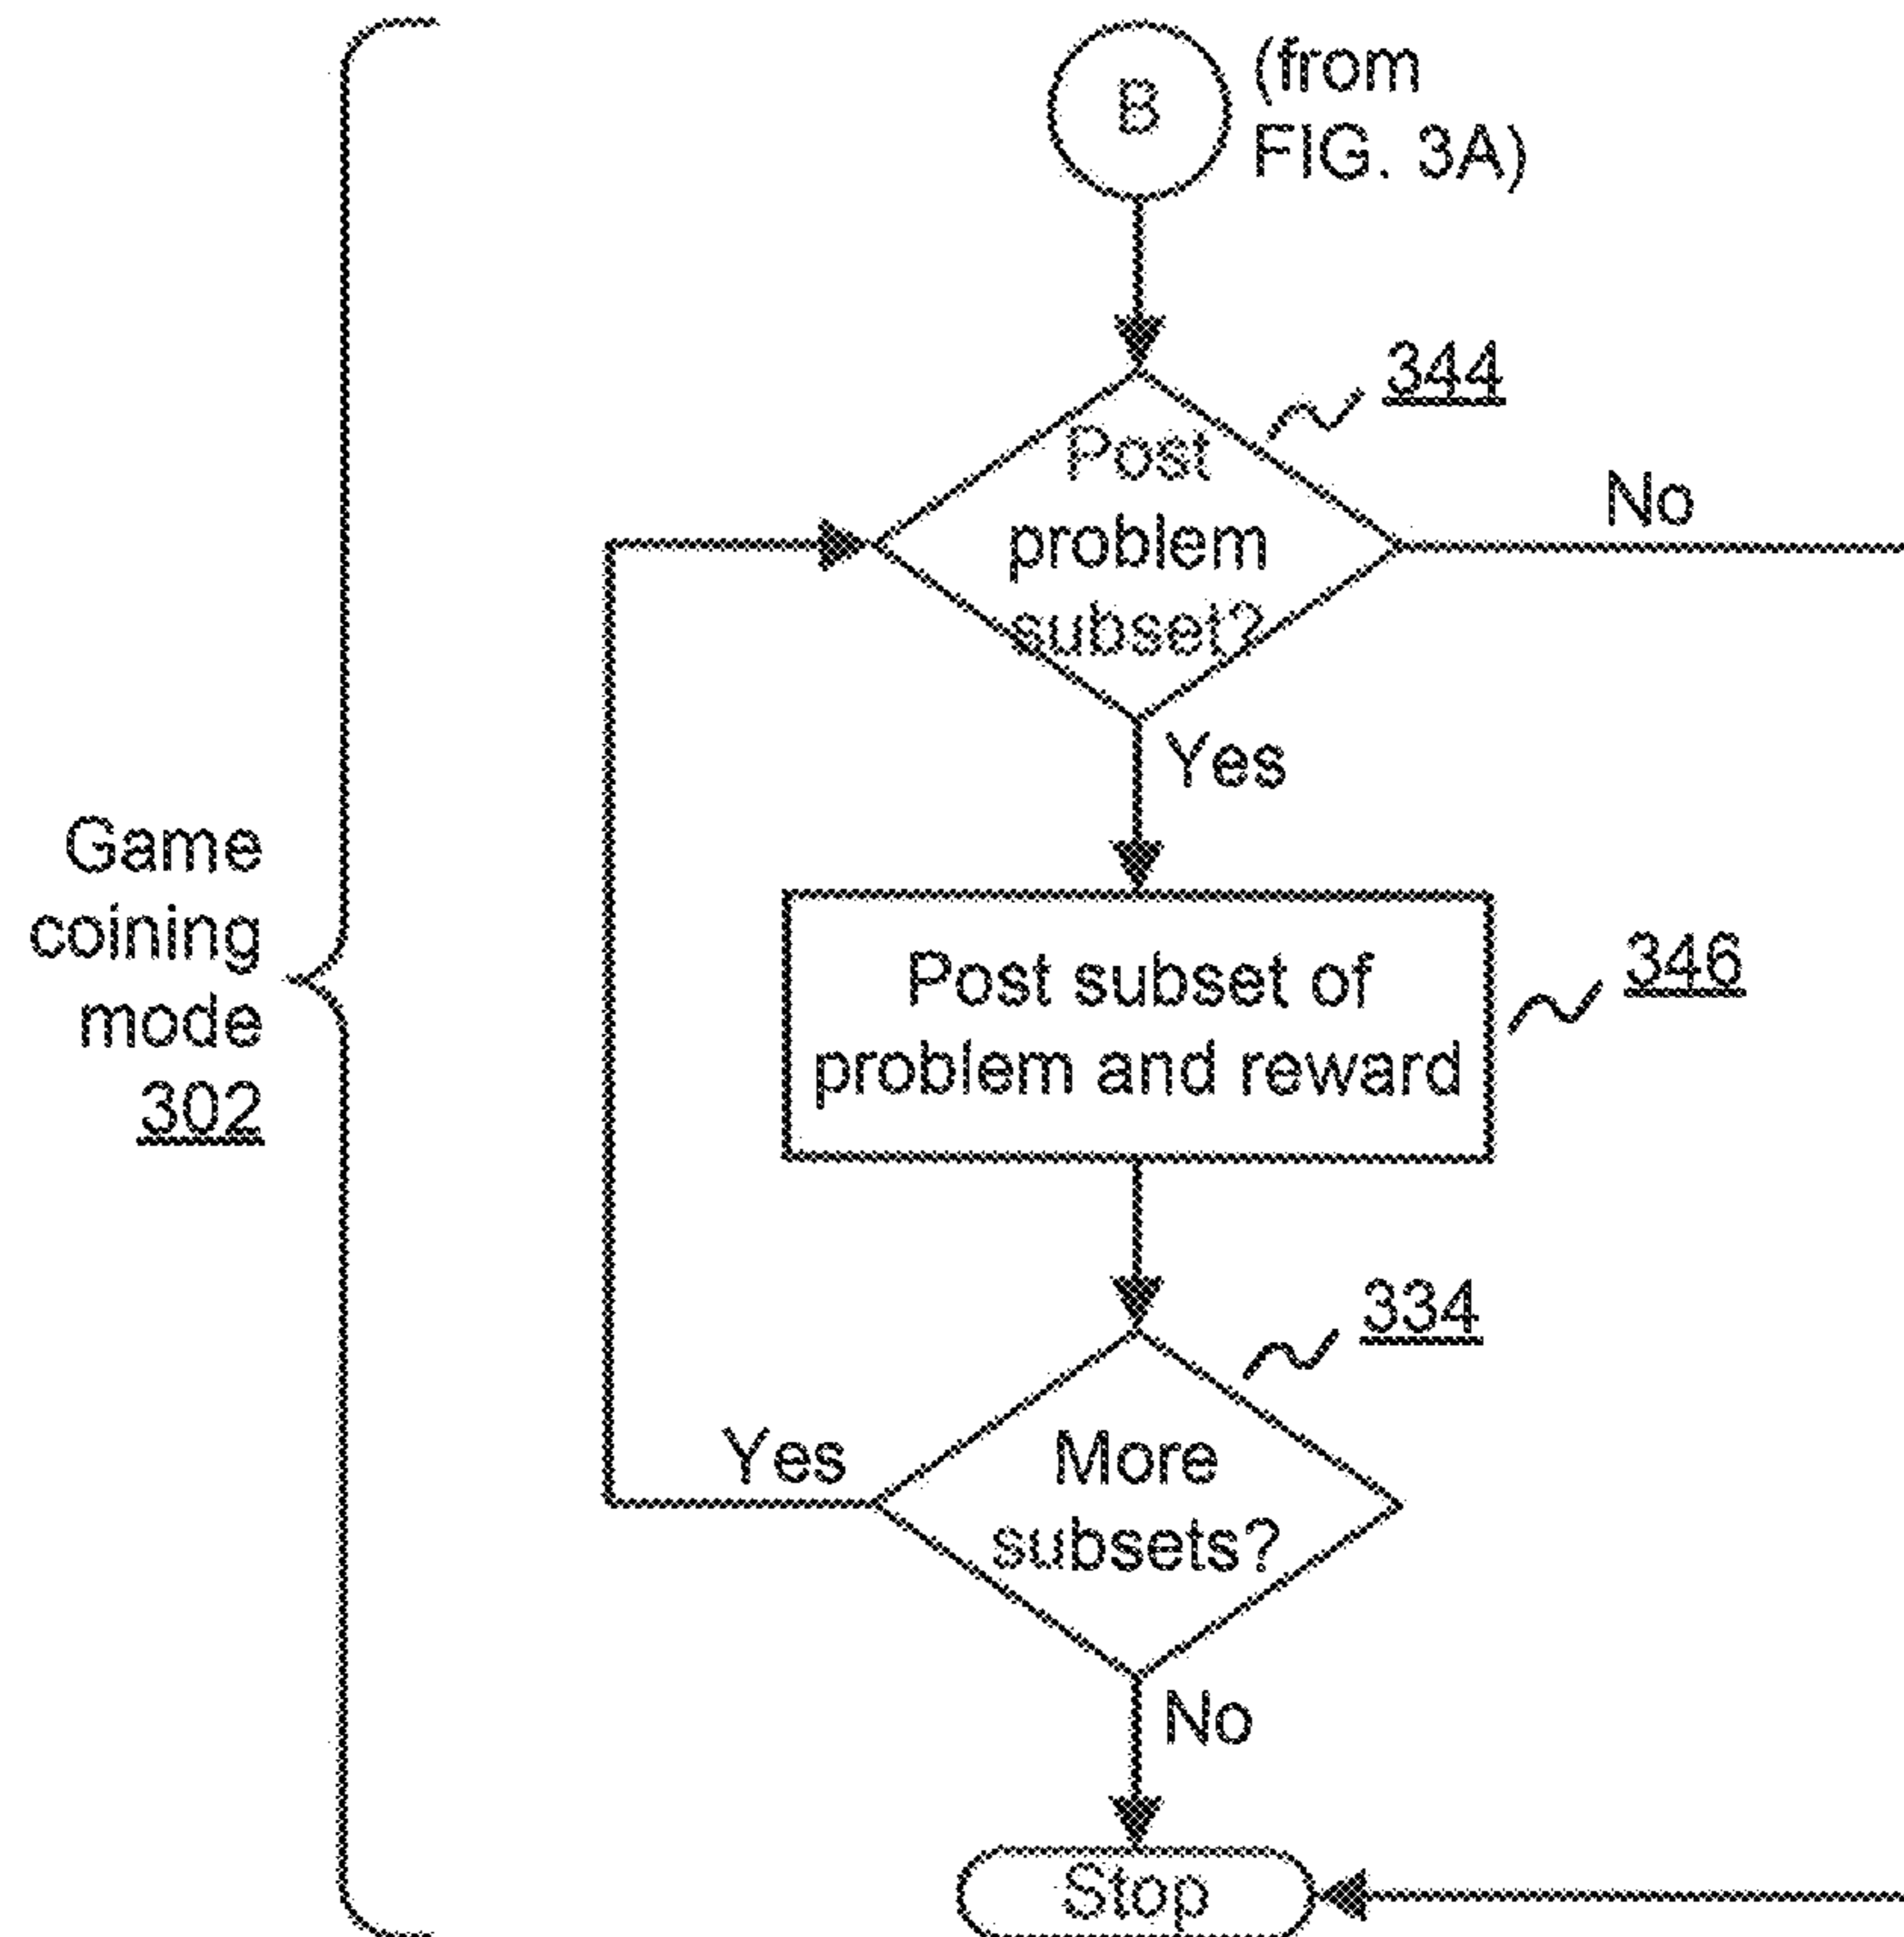 B
(from
FIG. 3A)
344
Post
problem
subset?
No
Yes
Game
coining
mode
302
Post subset of
problem and reward
346
334
Yes
More
subsets?
No
Stop